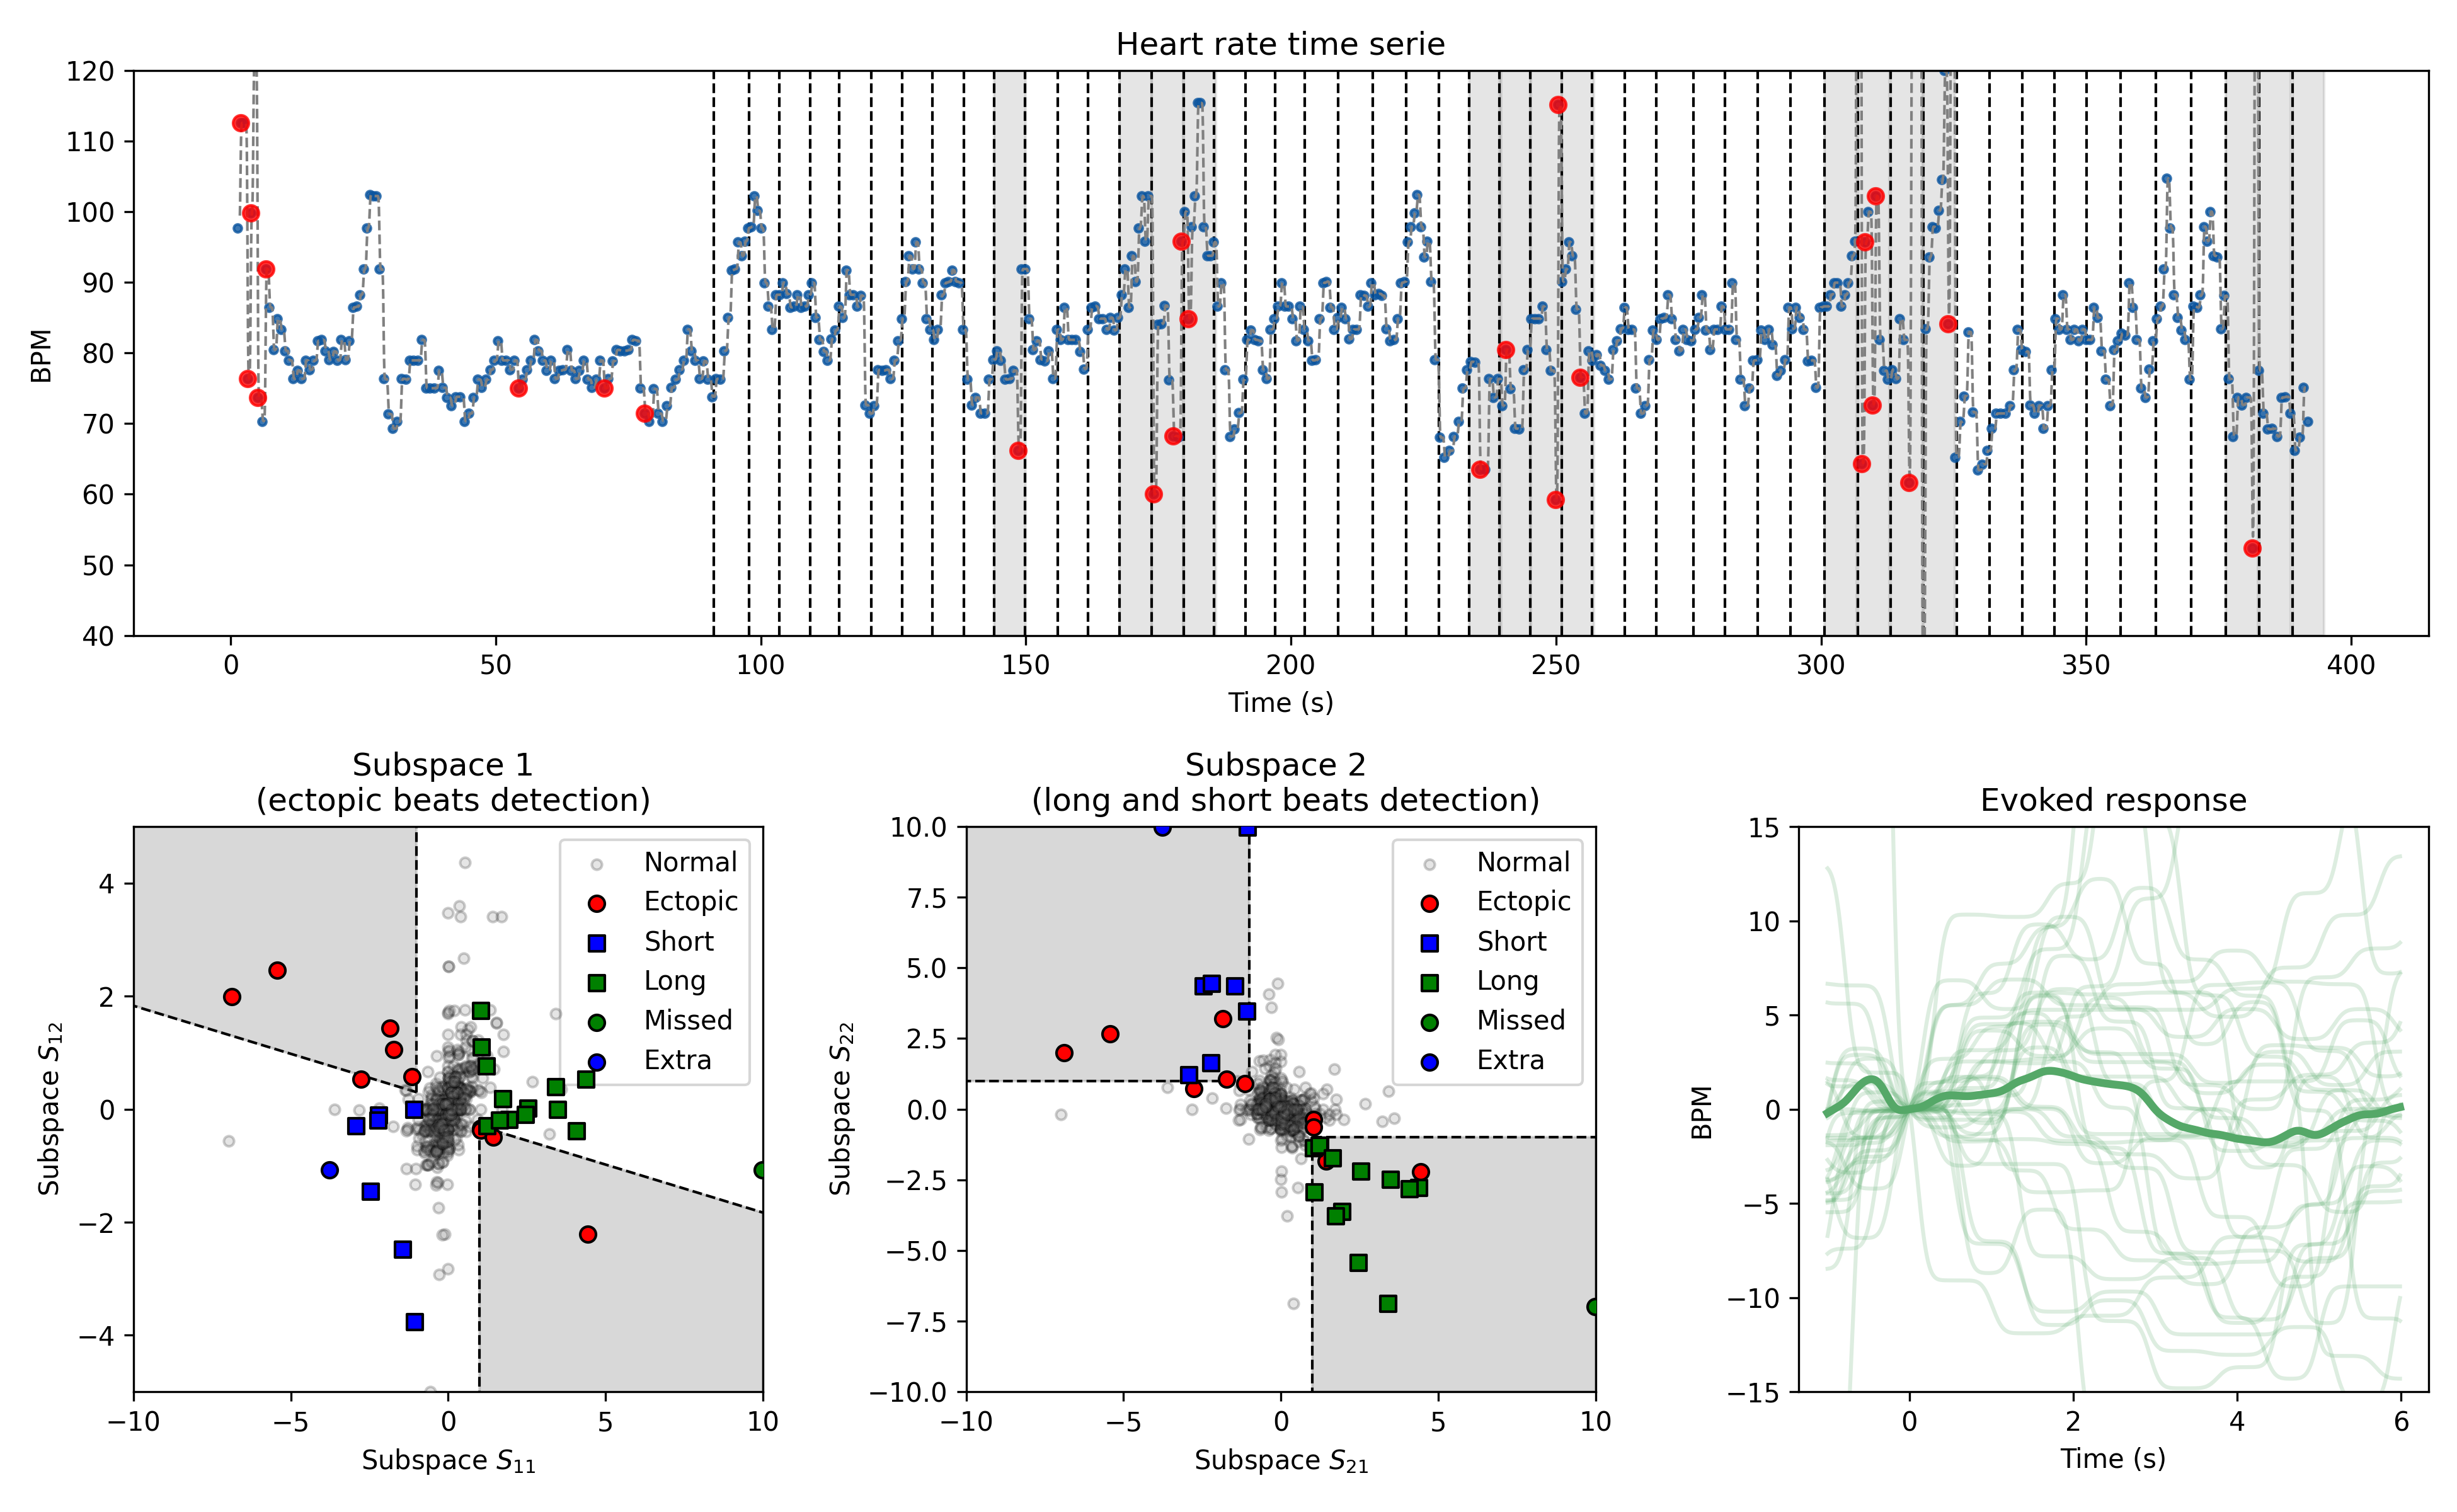 Heart rate time serie
120
110
100
90
80
70
60
50
40
BPM
0 50 100 150 200 250 300 350 400
Time (s)
Subspace 1
(ectopic beats detection)
4
2
0
−2
−4
Subspace S12
Normal
Ectopic
Short
Long
Missed
Extra
−10 −5 0 5 10
Subspace S11
Subspace 2
(long and short beats detection)
10.0
7.5
5.0
2.5
0.0
−2.5
−5.0
−7.5
−10.0
Subspace S22
Normal
Ectopic
Short
Long
Missed
Extra
−10 −5 0 5 10
Subspace S21
Evoked response
15
10
5
0
−5
−10
−15
BPM
0 2 4 6
Time (s)